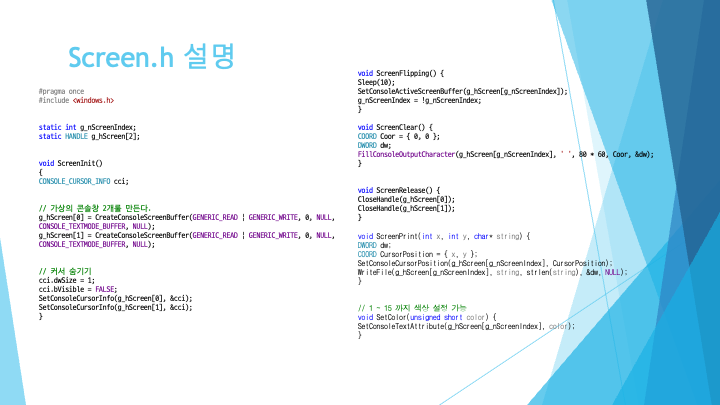 Screen.h 설명
#pragma once
#include <windows.h>
static int g_nScreenIndex;
static HANDLE g_hScreen[2];
void ScreenInit()
{
CONSOLE_CURSOR_INFO cci;
// 가상의 콘솔창 2개를 만든다.
g_hScreen[0] = CreateConsoleScreenBuffer(GENERIC_READ | GENERIC_WRITE, 0, NULL,
CONSOLE_TEXTMODE_BUFFER, NULL);
g_hScreen[1] = CreateConsoleScreenBuffer(GENERIC_READ | GENERIC_WRITE, 0, NULL,
CONSOLE_TEXTMODE_BUFFER, NULL);
// 커서 숨기기
cci.dwSize = 1;
cci.bVisible = FALSE;
SetConsoleCursorInfo(g_hScreen[0], &cci);
SetConsoleCursorInfo(g_hScreen[1], &cci);
}
void ScreenFlipping() {
Sleep(10);
SetConsoleActiveScreenBuffer(g_hScreen[g_nScreenIndex]);
g_nScreenIndex = !g_nScreenIndex;
}
void ScreenClear() {
COORD Coor = { 0, 0 };
DWORD dw;
FillConsoleOutputCharacter(g_hScreen[g_nScreenIndex], ' ', 80 * 60, Coor, &dw);
}
void ScreenRelease() {
CloseHandle(g_hScreen[0]);
CloseHandle(g_hScreen[1]);
}
void ScreenPrint(int x, int y, char* string) {
DWORD dw;
COORD CursorPosition = { x, y };
SetConsoleCursorPosition(g_hScreen[g_nScreenIndex], CursorPosition);
WriteFile(g_hScreen[g_nScreenIndex], string, strlen(string), &dw, NULL);
}
// 1 - 15 까지 색상 설정 가능
void SetColor(unsigned short color) {
SetConsoleTextAttribute(g_hScreen[g_nScreenIndex], color);
}